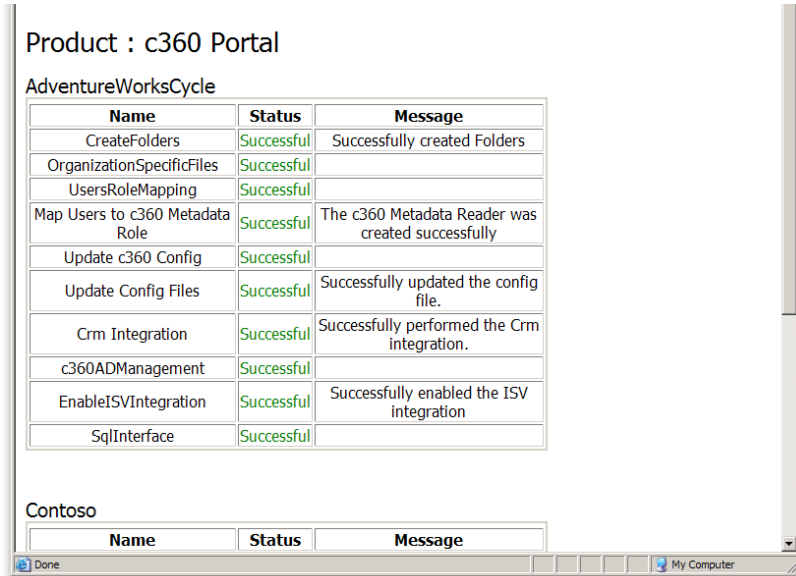 Product : c360 Portal
AdventureWorksCycle
Name Status Message
CreateFolders Successful Successfully created Folders
OrganizationSpecificFiles Successful
UsersRoleMapping Successful
Map Users to c360 Metadata Role Successful The c360 Metadata Reader was created successfully
Update c360 Config Successful
Update Config Files Successful Successfully updated the config file.
Crm Integration Successful Successfully performed the Crm integration.
c360ADManagement Successful
EnableISVIntegration Successful Successfully enabled the ISV integration
SqlInterface Successful
Contoso
Name Status Message
Done My Computer